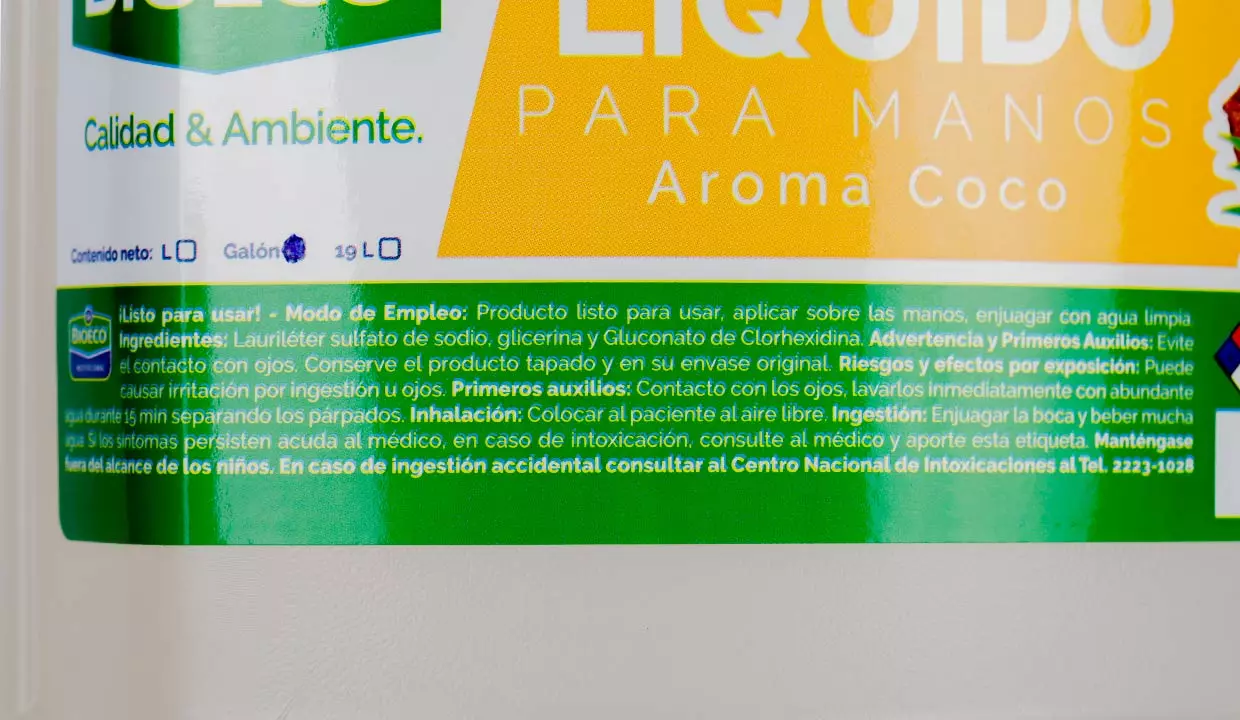 BIOECO
LÍQUIDO
PARA MANOS
Calidad & Ambiente.
Aroma Coco
Contenido neto: L Galón 19 L
BIOECO
¡Listo para usar! - Modo de Empleo: Producto listo para usar, aplicar sobre las manos, enjuagar con agua limpia.
Ingredientes: Lauriléter sulfato de sodio, glicerina y Gluconato de Clorhexidina. Advertencia y Primeros Auxilios: Evite
el contacto con ojos. Conserve el producto tapado y en su envase original. Riesgos y efectos por exposición: Puede
causar irritación por ingestión u ojos. Primeros auxilios: Contacto con los ojos, lavarlos inmediatamente con abundante
agua durante 15 min separando los párpados. Inhalación: Colocar al paciente al aire libre. Ingestión: Enjuagar la boca y beber mucha
agua. Si los síntomas persisten acuda al médico, en caso de intoxicación, consulte al médico y aporte esta etiqueta. Manténgase
fuera del alcance de los niños. En caso de ingestión accidental consultar al Centro Nacional de Intoxicaciones al Tel. 2223-1028